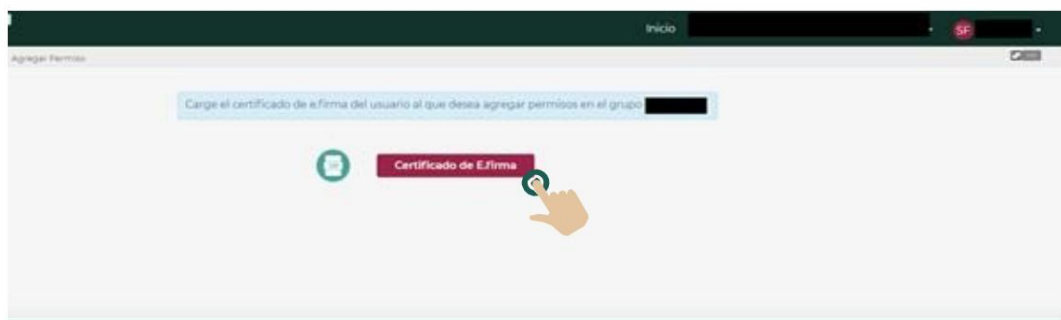 Inicio
SF
Agregar Permiso
Carge el certificado de e.firma del usuario al que desea agregar permisos en el grupo
Certificado de E.firma